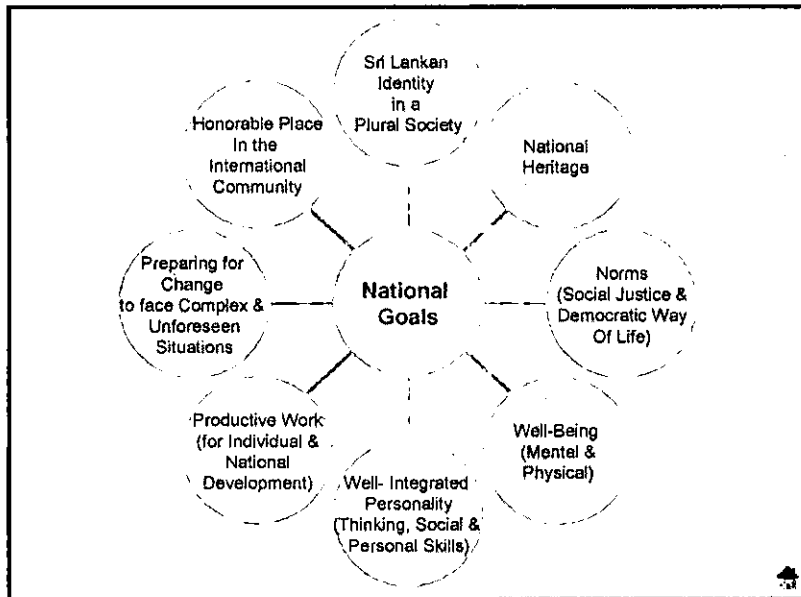 Sri Lankan
Identity
in a
Plural Society
National
Heritage
Norms
(Social Justice &
Democratic Way
Of Life)
Well-Being
(Mental &
Physical)
Well- Integrated
Personality
(Thinking, Social &
Personal Skills)
Productive Work
(for Individual &
National
Development)
Preparing for
Change
to face Complex &
Unforeseen
Situations
Honorable Place
In the
International
Community
National
Goals